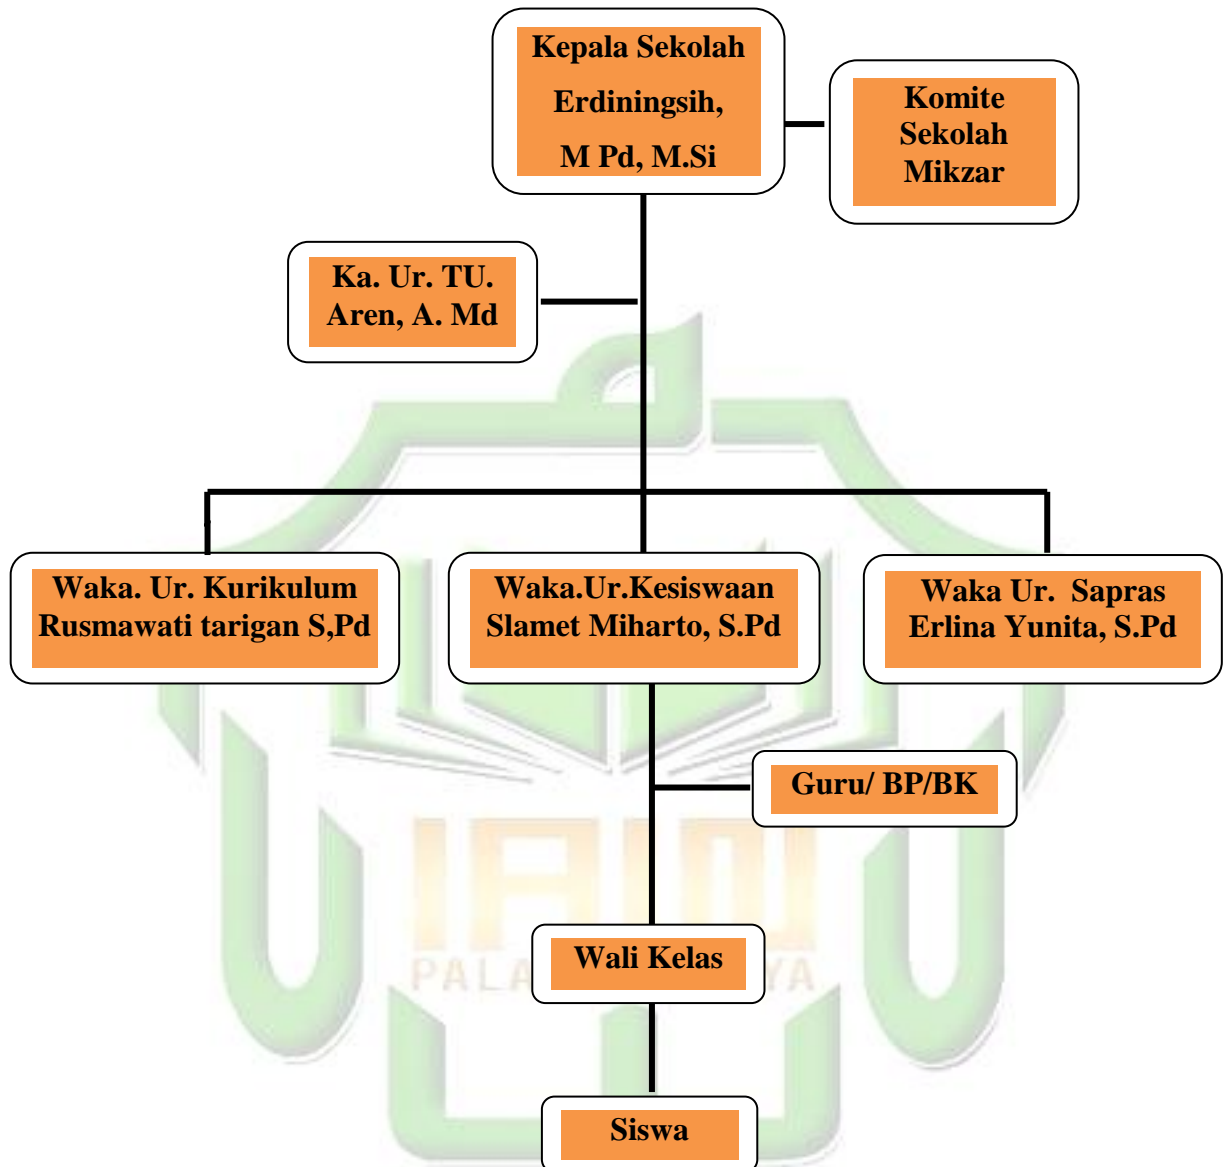 Kepala Sekolah
Erdiningsih,
M Pd, M.Si
Komite
Sekolah
Mikzar
Ka. Ur. TU.
Aren, A. Md
Waka. Ur. Kurikulum
Rusmawati tarigan S,Pd
Waka.Ur.Kesiswaan
Slamet Miharto, S.Pd
Waka Ur.  Sapras
Erlina Yunita, S.Pd
Guru/ BP/BK
IAIN
Wali Kelas
Siswa